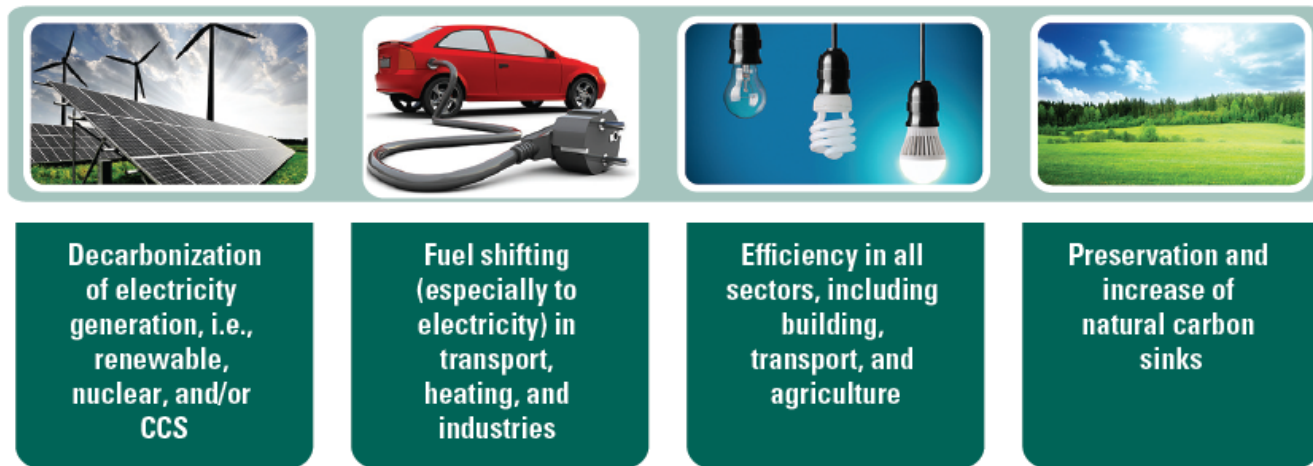 Decarbonization
of electricity
generation, i.e.,
renewable,
nuclear, and/or
CCS
Fuel shifting
(especially to
electricity) in
transport,
heating, and
industries
Efficiency in all
sectors, including
building,
transport, and
agriculture
Preservation and
increase of
natural carbon
sinks